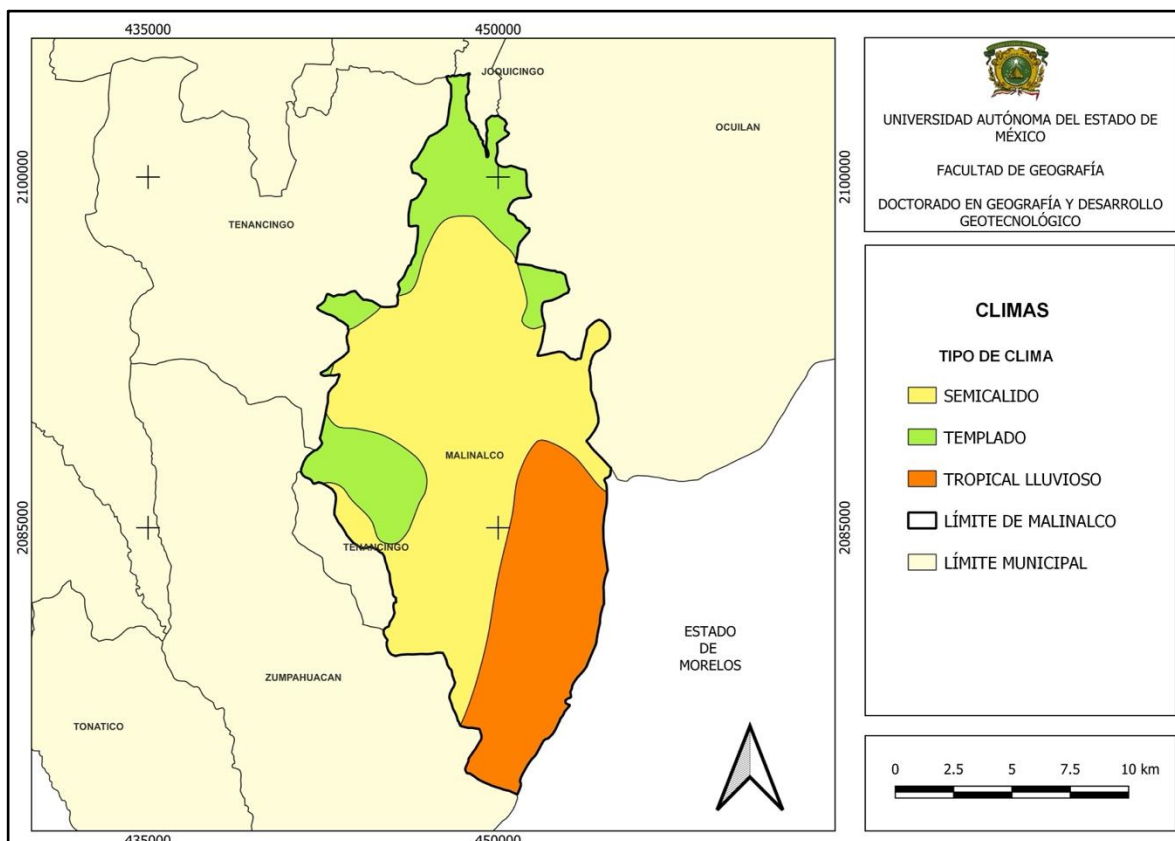 435000
450000
JOQUICINGO
OCUILAN
2100000
2100000
TENANCINGO
MALINALCO
2085000
2085000
TENANCINGO
ESTADO
DE
MORELOS
ZUMPAHUACAN
TONATICO
435000
450000
UNIVERSIDAD AUTÓNOMA DEL ESTADO DE
MÉXICO
FACULTAD DE GEOGRAFÍA
DOCTORADO EN GEOGRAFÍA Y DESARROLLO
GEOTECNOLÓGICO
CLIMAS
TIPO DE CLIMA
SEMICALIDO
TEMPLADO
TROPICAL LLUVIOSO
LÍMITE DE MALINALCO
LÍMITE MUNICIPAL
0 2.5 5 7.5 10 km